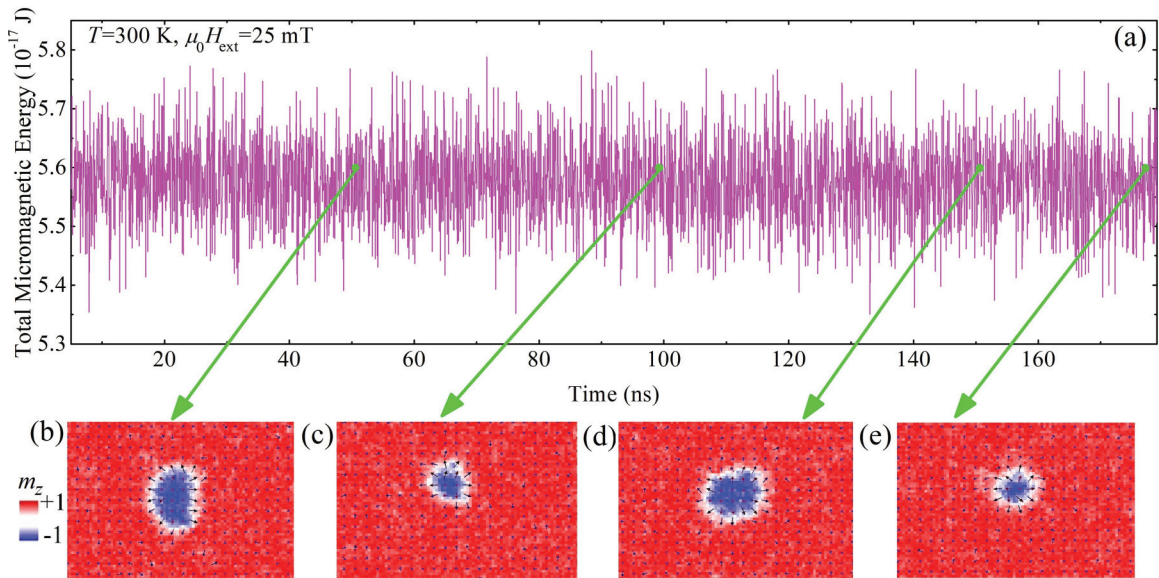 T=300 K, μ₀Hₑₓₜ=25 mT
(a)
Total Micromagnetic Energy (10⁻¹⁷ J)
5.8
5.7
5.6
5.5
5.4
5.3
20 40 60 80 100 120 140 160
Time (ns)
(b) (c) (d) (e)
m_z
+1
-1